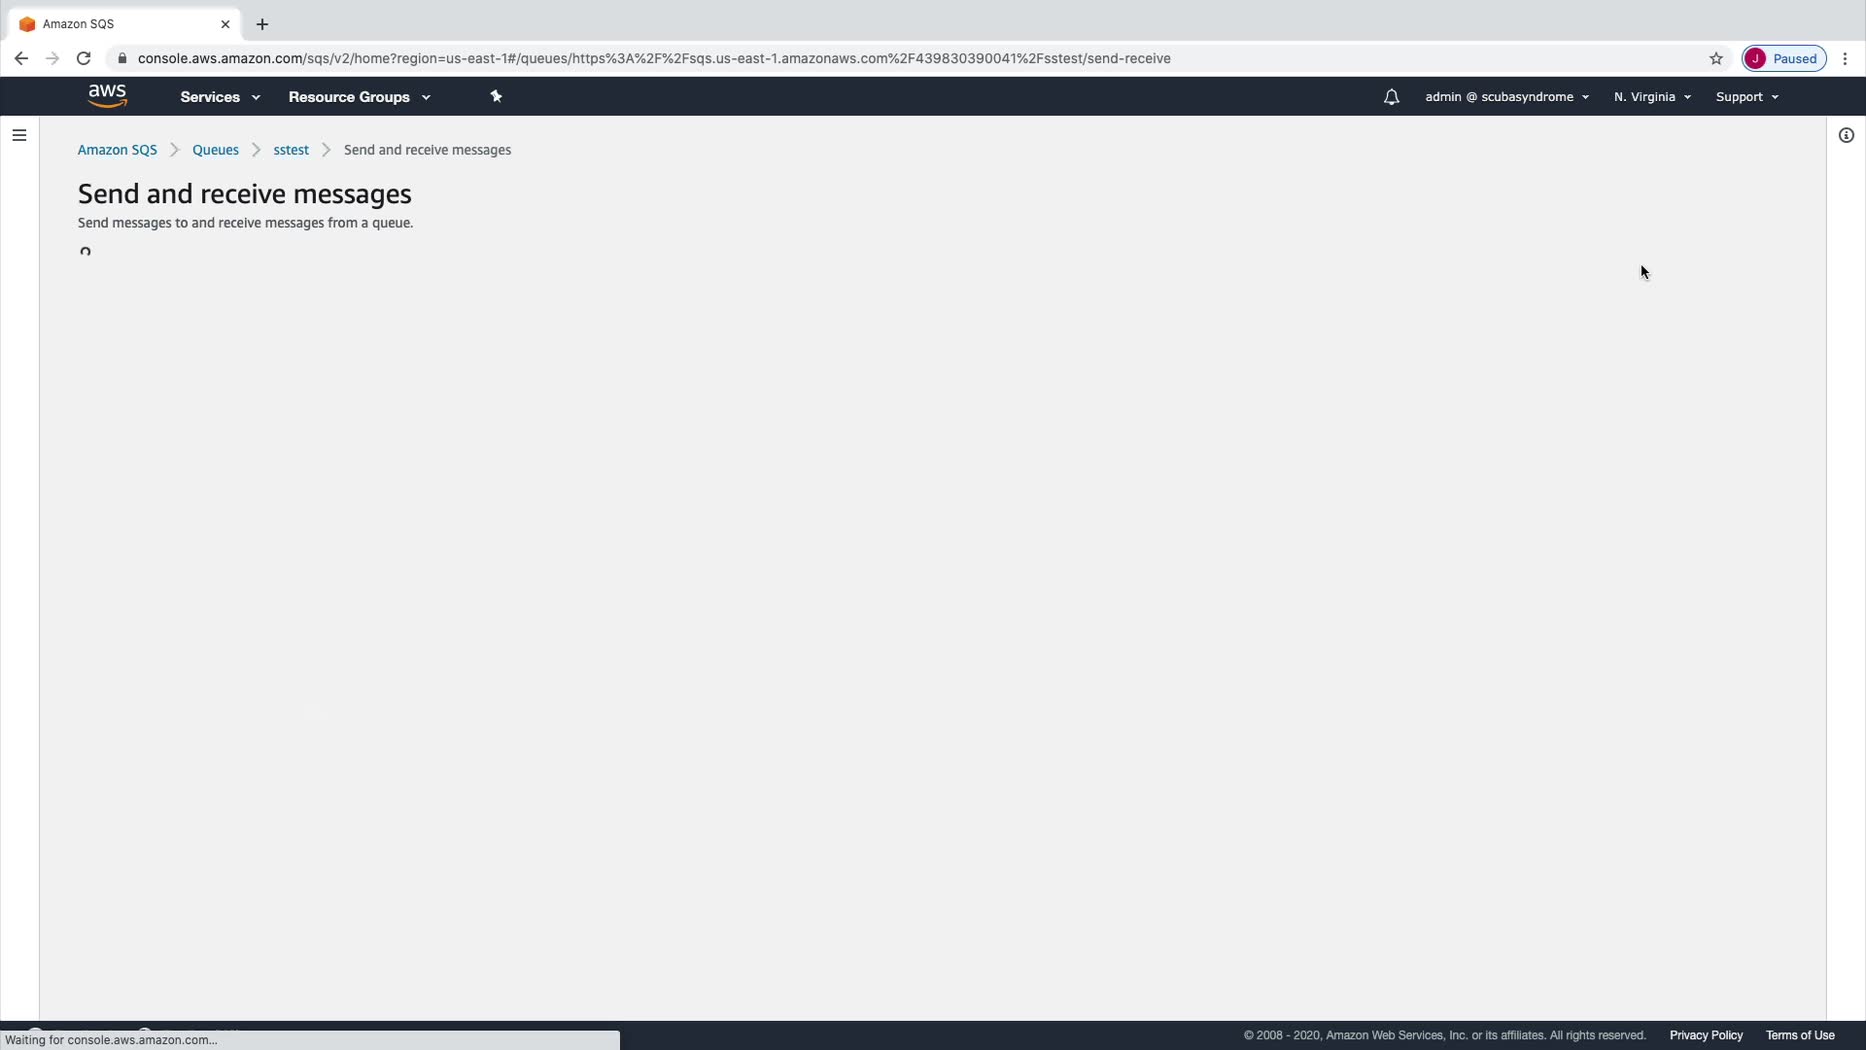 Amazon SQS
console.aws.amazon.com/sqs/v2/home?region=us-east-1#/queues/https%3A%2F%2Fsqs.us-east-1.amazonaws.com%2F439830390041%2Fsstest/send-receive
J Paused
aws Services Resource Groups admin @ scubasyndrome N. Virginia Support
Amazon SQS Queues sstest Send and receive messages
Send and receive messages
Send messages to and receive messages from a queue.
© 2008 - 2020, Amazon Web Services, Inc. or its affiliates. All rights reserved. Privacy Policy Terms of Use
Waiting for console.aws.amazon.com...